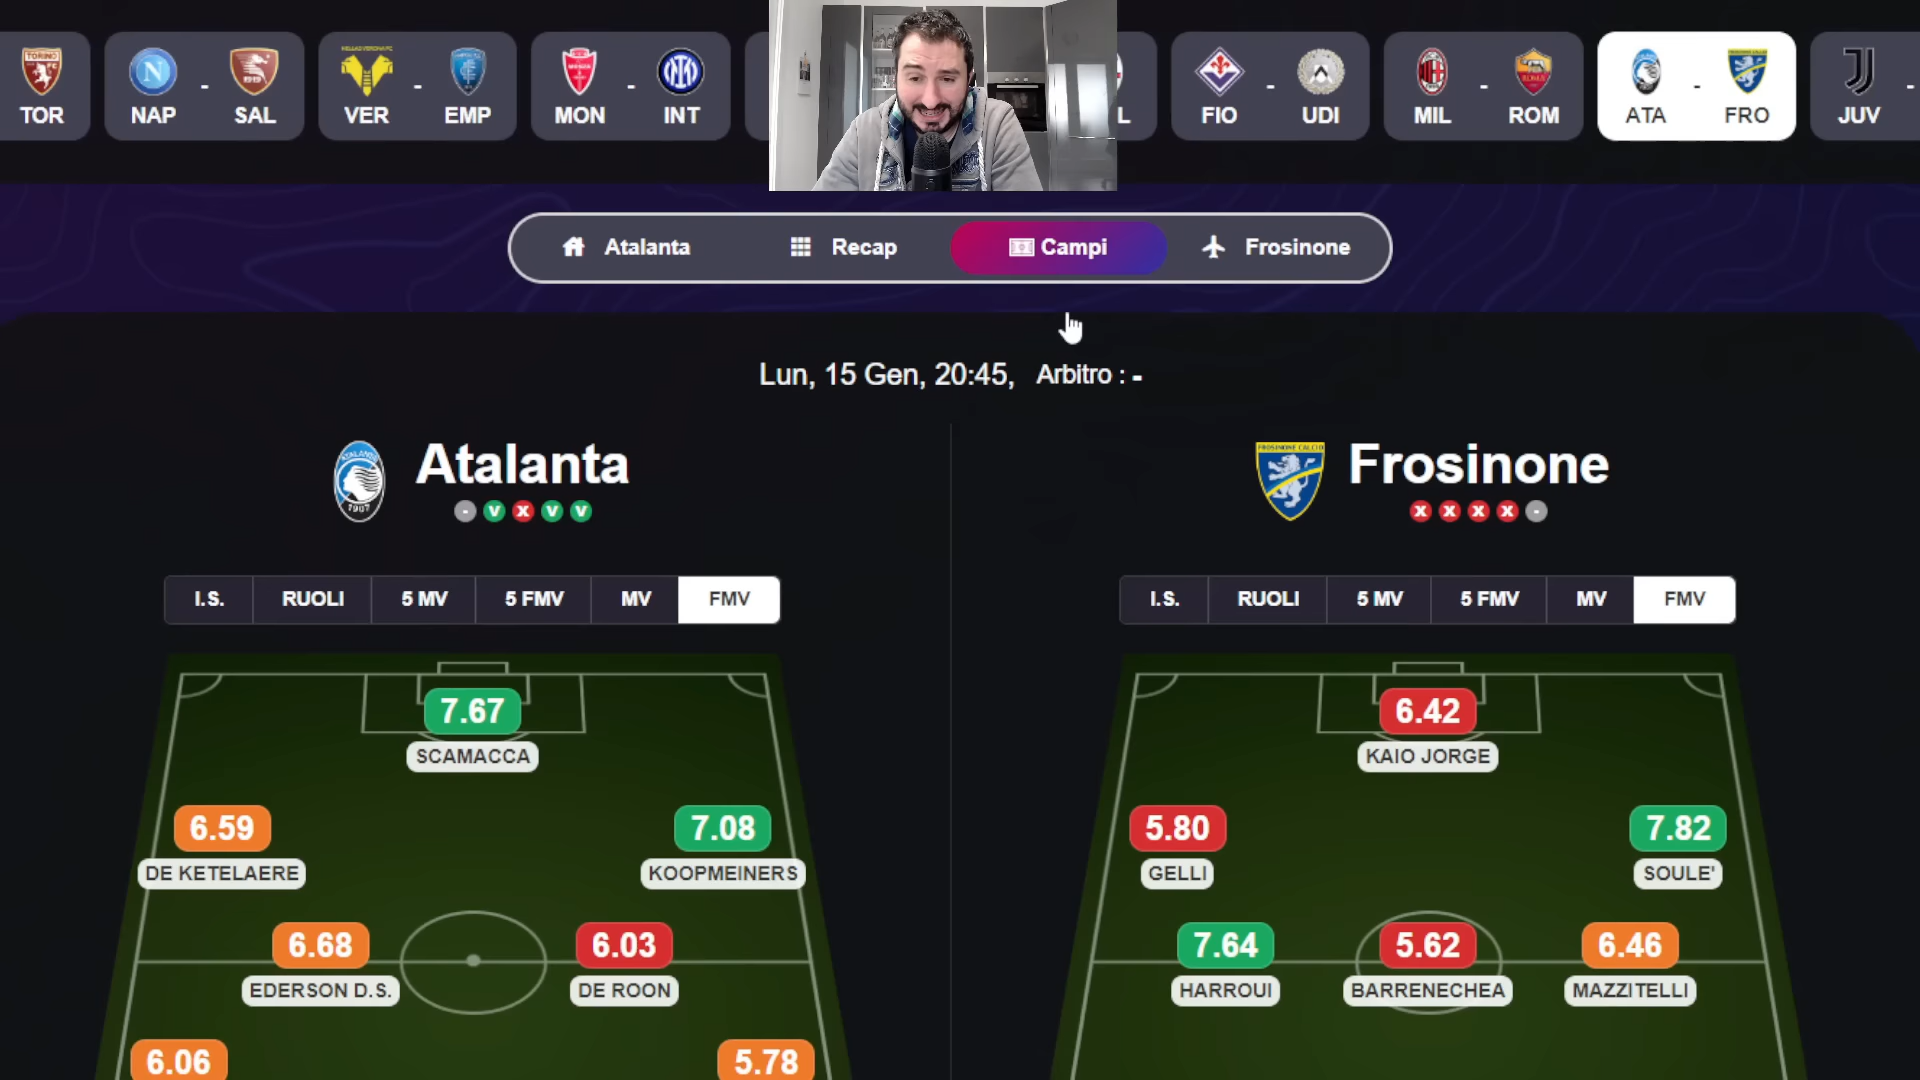 TOR
NAP - SAL
VER - EMP
MON - INT
L
FIO - UDI
MIL - ROM
ATA - FRO
JUV -
Atalanta
Recap
Campi
Frosinone
Lun, 15 Gen, 20:45, Arbitro : -
Atalanta
- V X V V
I.S. RUOLI 5 MV 5 FMV MV FMV
7.67
SCAMACCA
6.59
DE KETELAERE
7.08
KOOPMEINERS
6.68
EDERSON D.S.
6.03
DE ROON
6.06
5.78
Frosinone
X X X X -
I.S. RUOLI 5 MV 5 FMV MV FMV
6.42
KAIO JORGE
5.80
GELLI
7.82
SOULE'
7.64
HARROUI
5.62
BARRENECHEA
6.46
MAZZITELLI